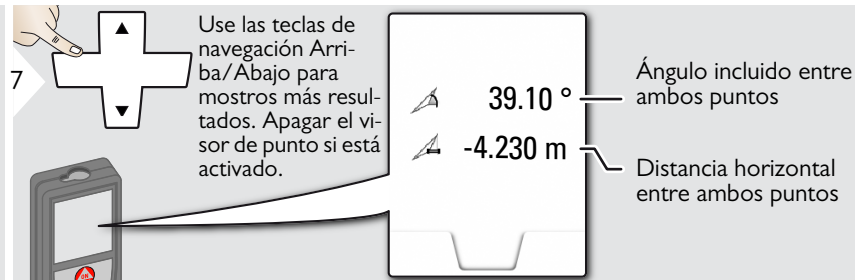 7
Use las teclas de
navegación Arri-
ba/Abajo para
mostros más resul-
tados. Apagar el vi-
sor de punto si está
activado.
39.10 °
Ángulo incluido entre
ambos puntos
-4.230 m
Distancia horizontal
entre ambos puntos
ON